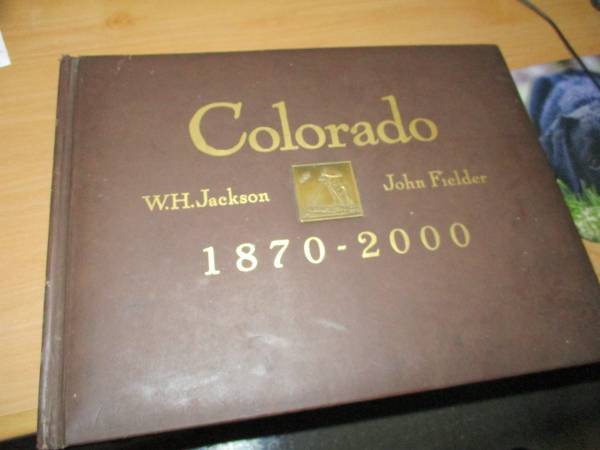 Colorado
W.H.Jackson
John Fielder
1870-2000